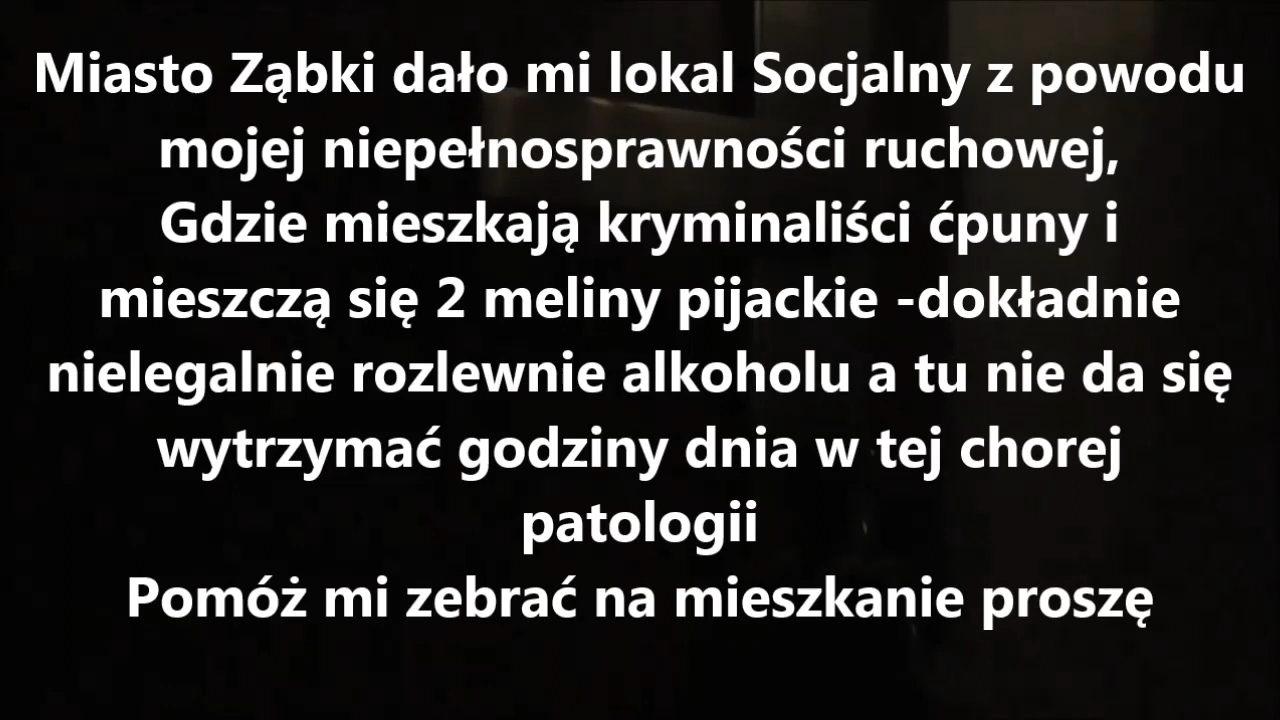 Miasto Ząbki dało mi lokal Socjalny z powodu
mojej niepełnosprawności ruchowej,
Gdzie mieszkają kryminaliści ćpuny i
mieszczą się 2 meliny pijackie -dokładnie
nielegalnie rozlewnie alkoholu a tu nie da się
wytrzymać godziny dnia w tej chorej
patologii
Pomóż mi zebrać na mieszkanie proszę